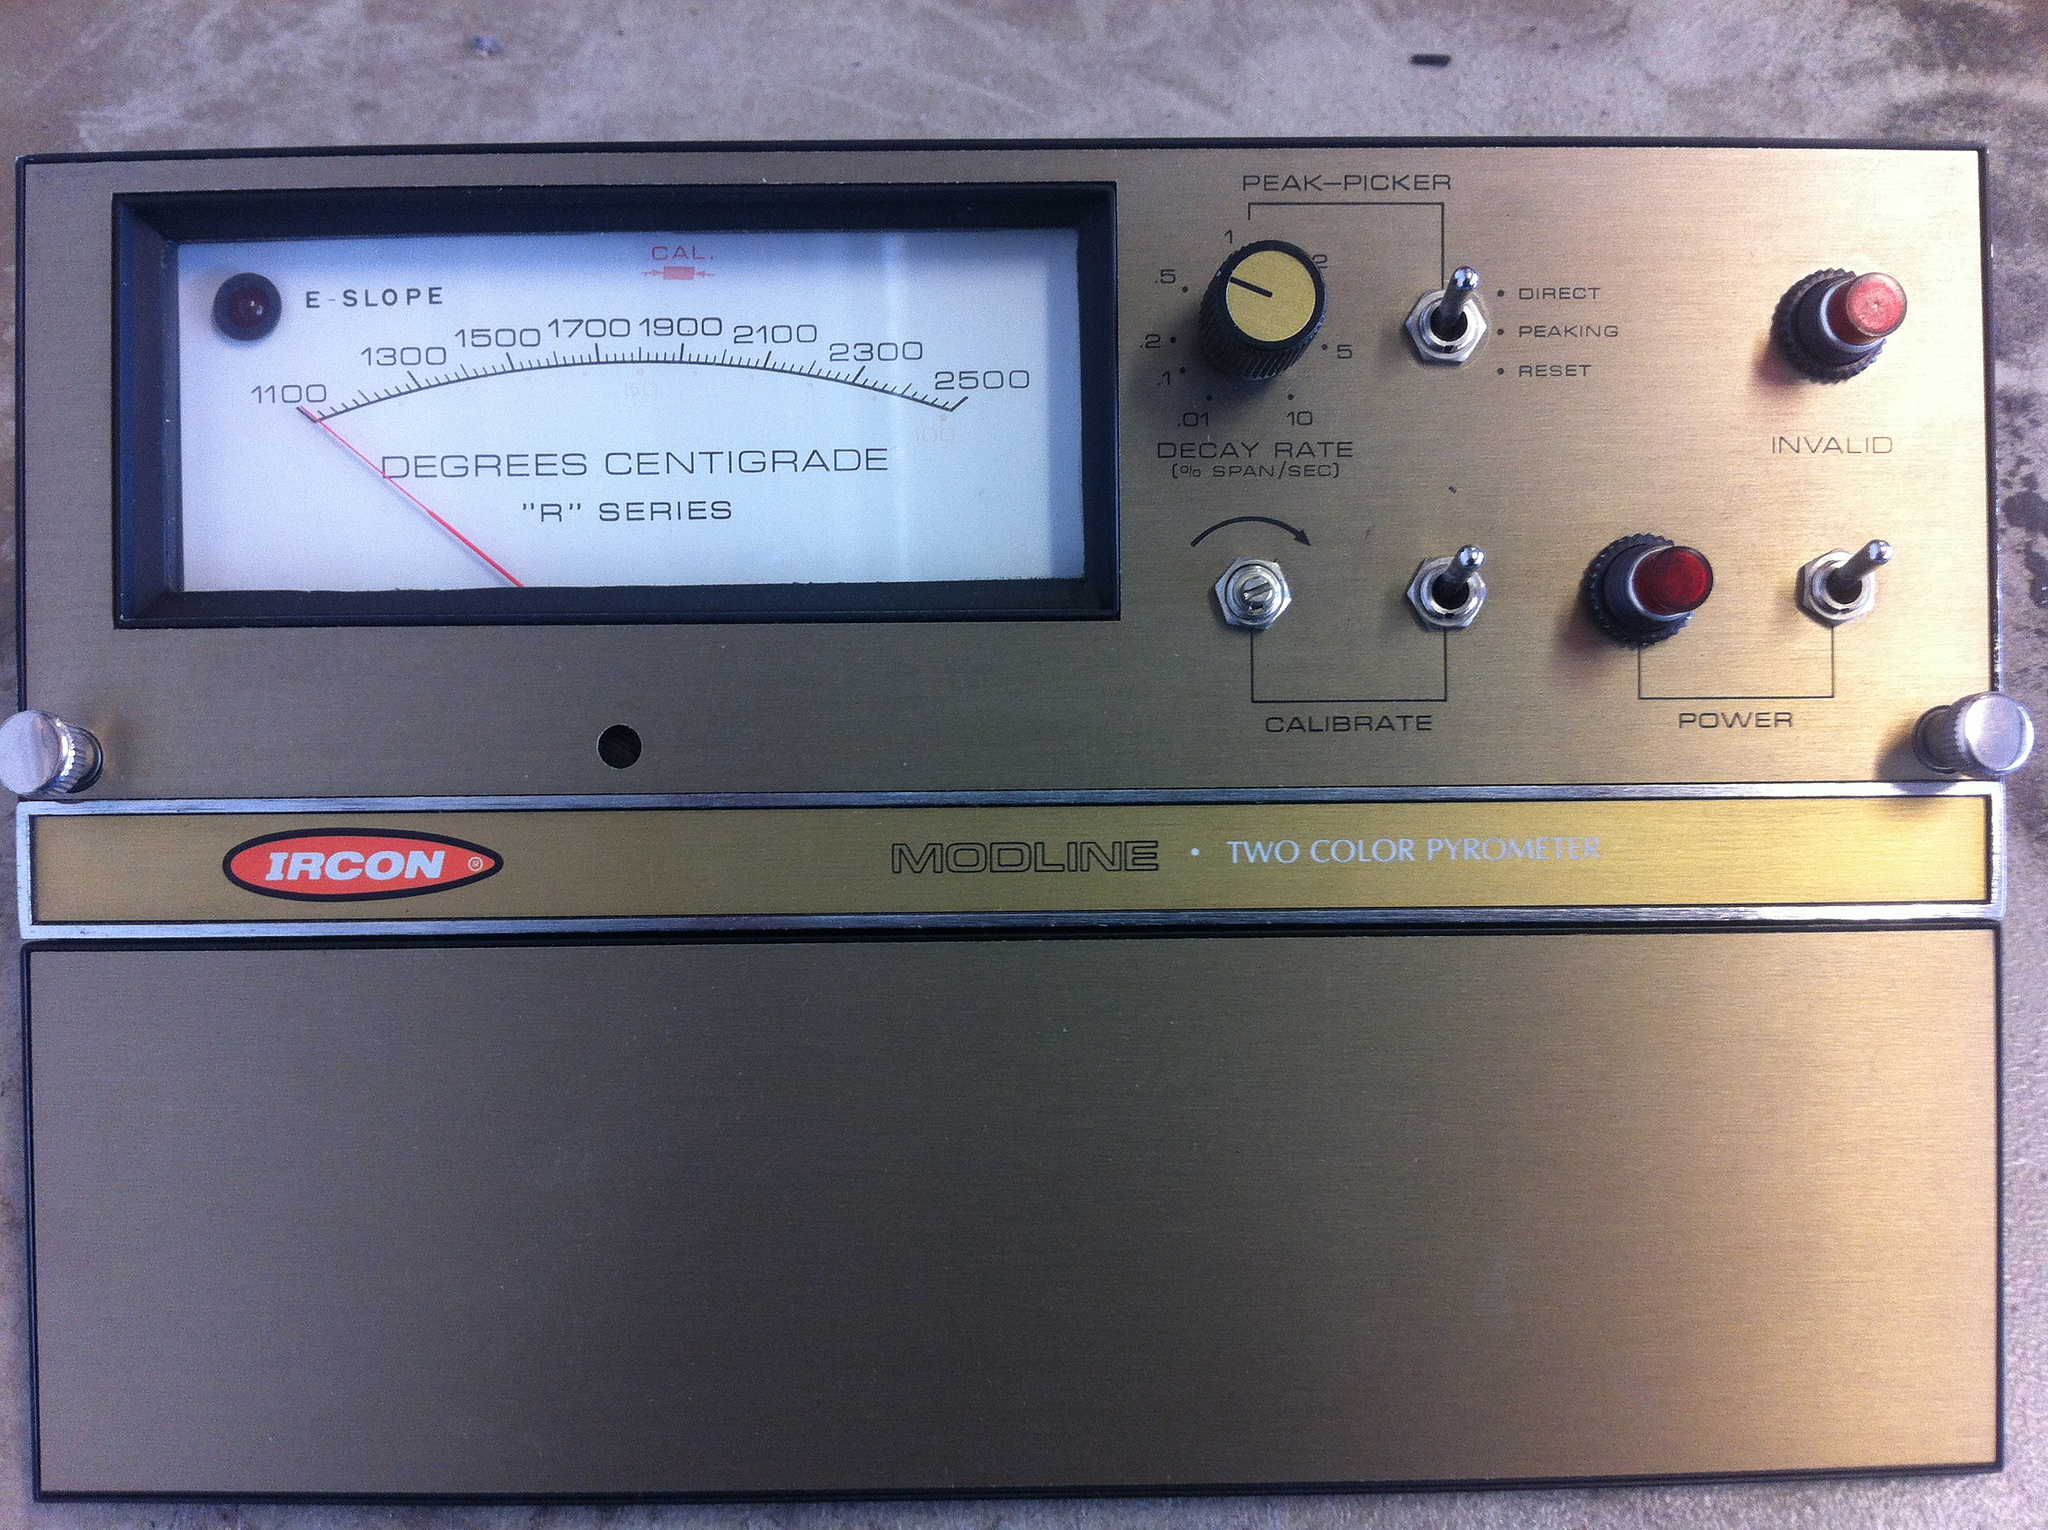 CAL.
E-SLOPE
1100 1300 1500 1700 1900 2100 2300 2500
50
100
DEGREES CENTIGRADE
"R" SERIES
PEAK-PICKER
.01 .1 .2 .5 1 2 5 10
DECAY RATE
(% SPAN/SEC)
DIRECT
PEAKING
RESET
INVALID
CALIBRATE
POWER
IRCON ®
MODLINE • TWO COLOR PYROMETER